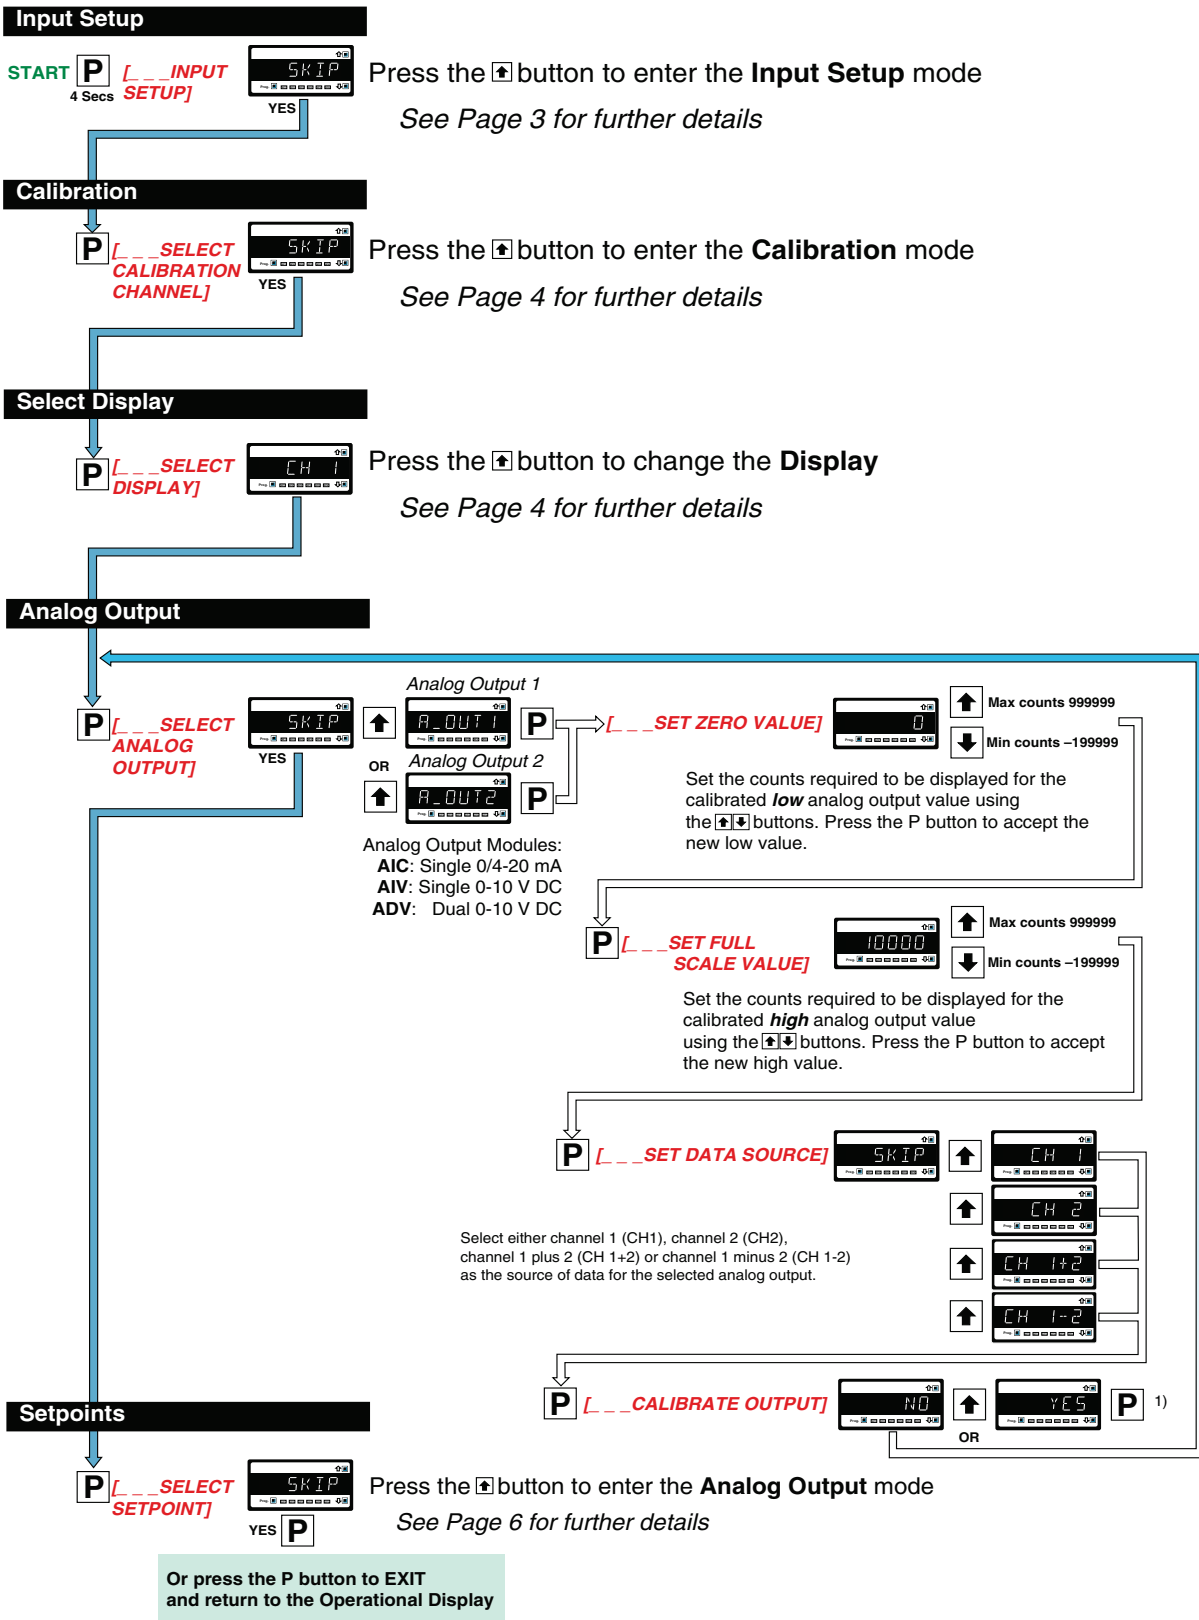 Input Setup
START P [_ _ _INPUT SETUP] SKIP
4 Secs
YES
Press the button to enter the Input Setup mode
See Page 3 for further details
Calibration
P [_ _ _SELECT
CALIBRATION
CHANNEL]
SKIP
YES
Press the button to enter the Calibration mode
See Page 4 for further details
Select Display
P [_ _ _SELECT
DISPLAY]
CH 1
Press the button to change the Display
See Page 4 for further details
Analog Output
P [_ _ _SELECT
ANALOG
OUTPUT]
SKIP
YES
Analog Output 1
A_OUT1 P
OR
Analog Output 2
A_OUT2 P
Analog Output Modules:
AIC: Single 0/4-20 mA
AIV: Single 0-10 V DC
ADV: Dual 0-10 V DC
[_ _ _SET ZERO VALUE] 0
Max counts 999999
Min counts –199999
Set the counts required to be displayed for the
calibrated low analog output value using
the buttons. Press the P button to accept the
new low value.
P [_ _ _SET FULL
SCALE VALUE]
10000
Max counts 999999
Min counts –199999
Set the counts required to be displayed for the
calibrated high analog output value
using the buttons. Press the P button to accept
the new high value.
P [_ _ _SET DATA SOURCE] SKIP CH 1
CH 2
CH 1+2
CH 1-2
Select either channel 1 (CH1), channel 2 (CH2),
channel 1 plus 2 (CH 1+2) or channel 1 minus 2 (CH 1-2)
as the source of data for the selected analog output.
P [_ _ _CALIBRATE OUTPUT] NO YES P 1)
OR
Setpoints
P [_ _ _SELECT
SETPOINT]
SKIP
YES P
Press the button to enter the Analog Output mode
See Page 6 for further details
Or press the P button to EXIT
and return to the Operational Display